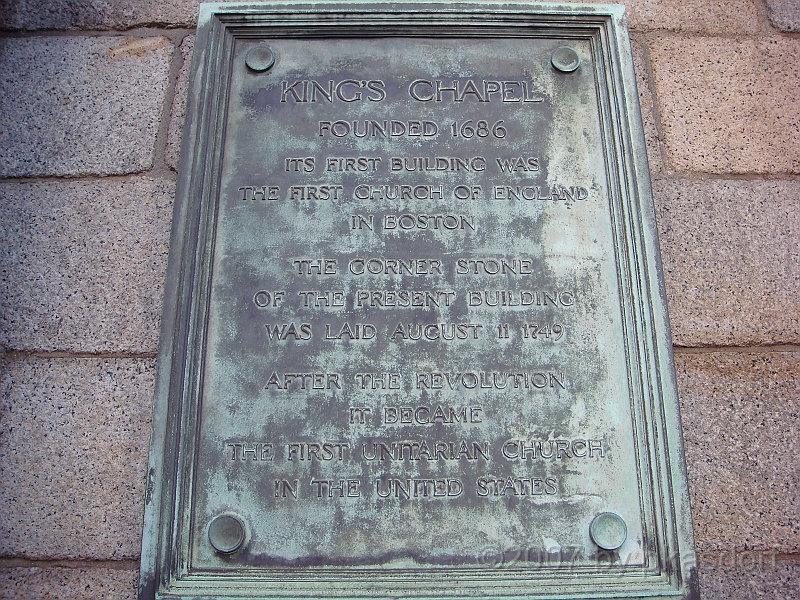 KING'S CHAPEL
FOUNDED 1686
ITS FIRST BUILDING WAS
THE FIRST CHURCH OF ENGLAND
IN BOSTON
THE CORNER STONE
OF THE PRESENT BUILDING
WAS LAID AUGUST 11 1749
AFTER THE REVOLUTION
IT BECAME
THE FIRST UNITARIAN CHURCH
IN THE UNITED STATES
©2007